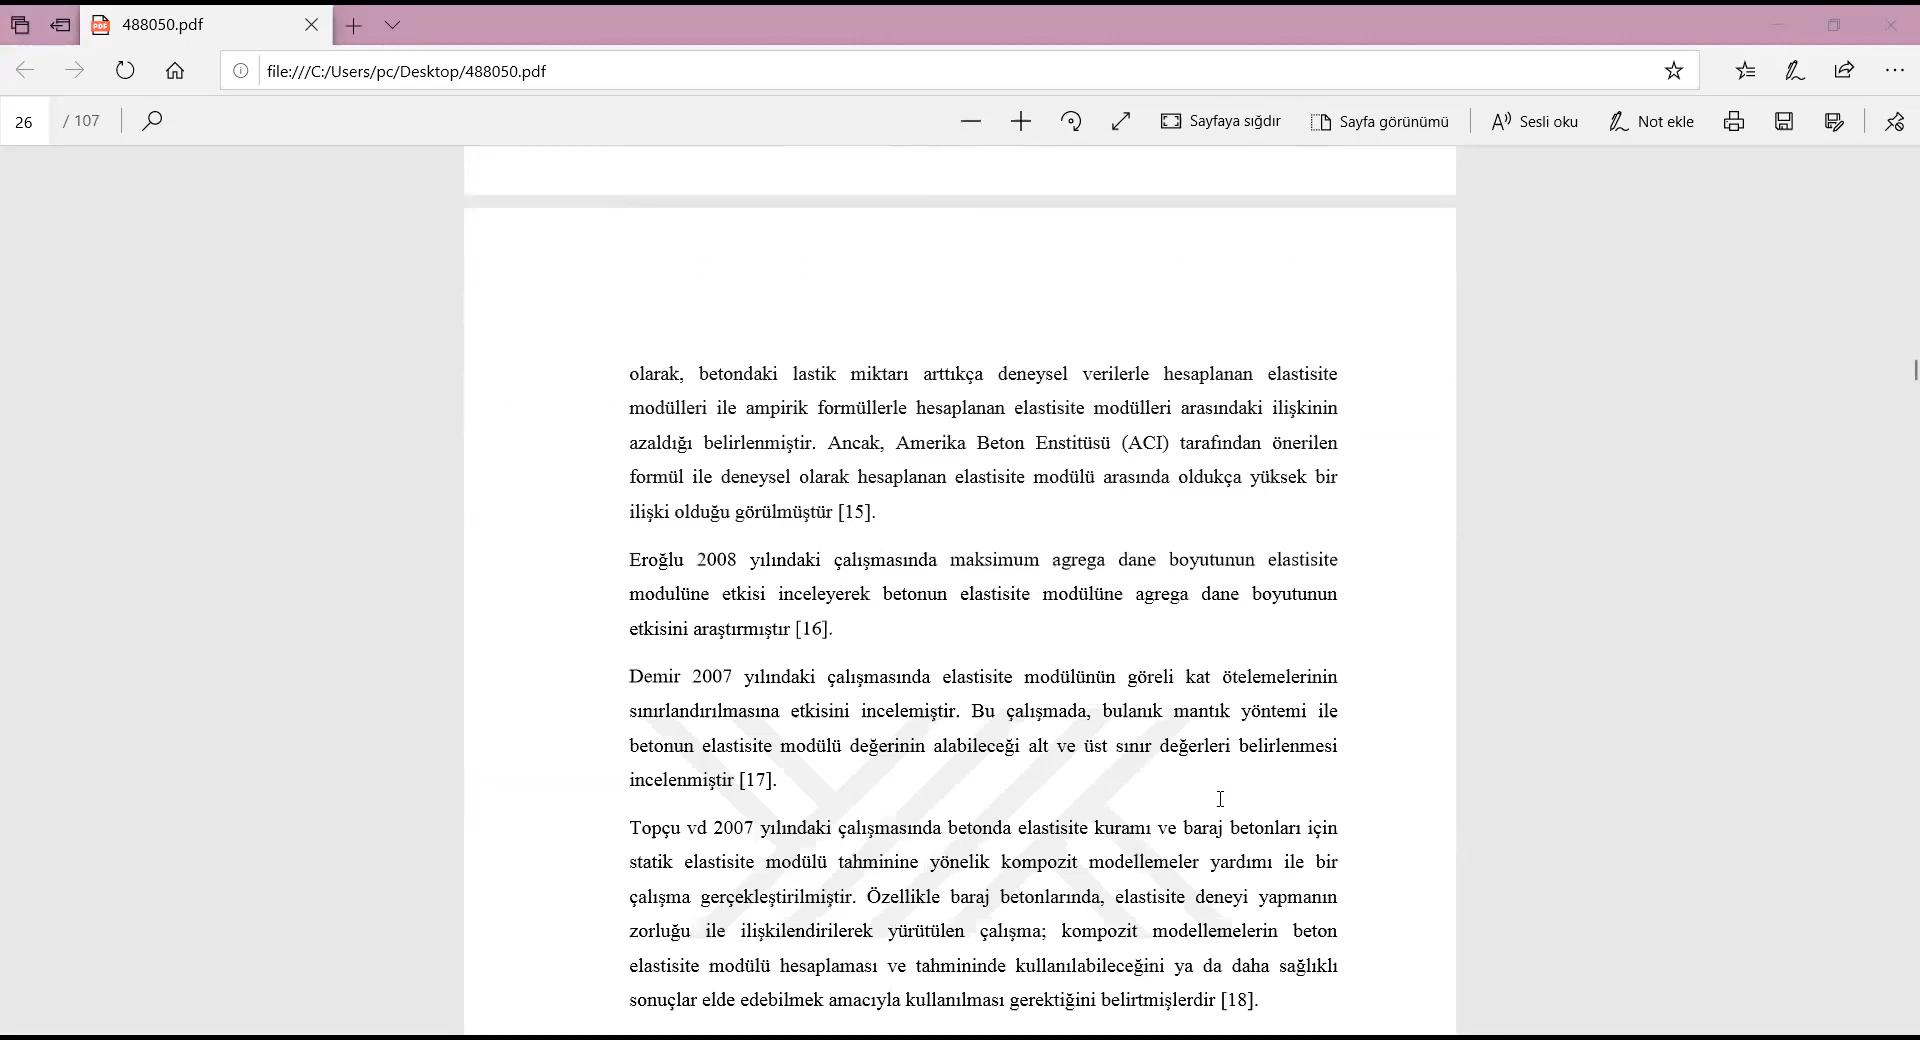 488050.pdf
file:///C:/Users/pc/Desktop/488050.pdf
26 / 107 Sayfaya sığdır Sayfa görünümü Sesli oku Not ekle
olarak, betondaki lastik miktarı arttıkça deneysel verilerle hesaplanan elastisite
modülleri ile ampirik formüllerle hesaplanan elastisite modülleri arasındaki ilişkinin
azaldığı belirlenmiştir. Ancak, Amerika Beton Enstitüsü (ACI) tarafından önerilen
formül ile deneysel olarak hesaplanan elastisite modülü arasında oldukça yüksek bir
ilişki olduğu görülmüştür [15].
Eroğlu 2008 yılındaki çalışmasında maksimum agrega dane boyutunun elastisite
modulüne etkisi inceleyerek betonun elastisite modülüne agrega dane boyutunun
etkisini araştırmıştır [16].
Demir 2007 yılındaki çalışmasında elastisite modülünün göreli kat ötelemelerinin
sınırlandırılmasına etkisini incelemiştir. Bu çalışmada, bulanık mantık yöntemi ile
betonun elastisite modülü değerinin alabileceği alt ve üst sınır değerleri belirlenmesi
incelenmiştir [17].
Topçu vd 2007 yılındaki çalışmasında betonda elastisite kuramı ve baraj betonları için
statik elastisite modülü tahminine yönelik kompozit modellemeler yardımı ile bir
çalışma gerçekleştirilmiştir. Özellikle baraj betonlarında, elastisite deneyi yapmanın
zorluğu ile ilişkilendirilerek yürütülen çalışma; kompozit modellemelerin beton
elastisite modülü hesaplaması ve tahmininde kullanılabileceğini ya da daha sağlıklı
sonuçlar elde edebilmek amacıyla kullanılması gerektiğini belirtmişlerdir [18].